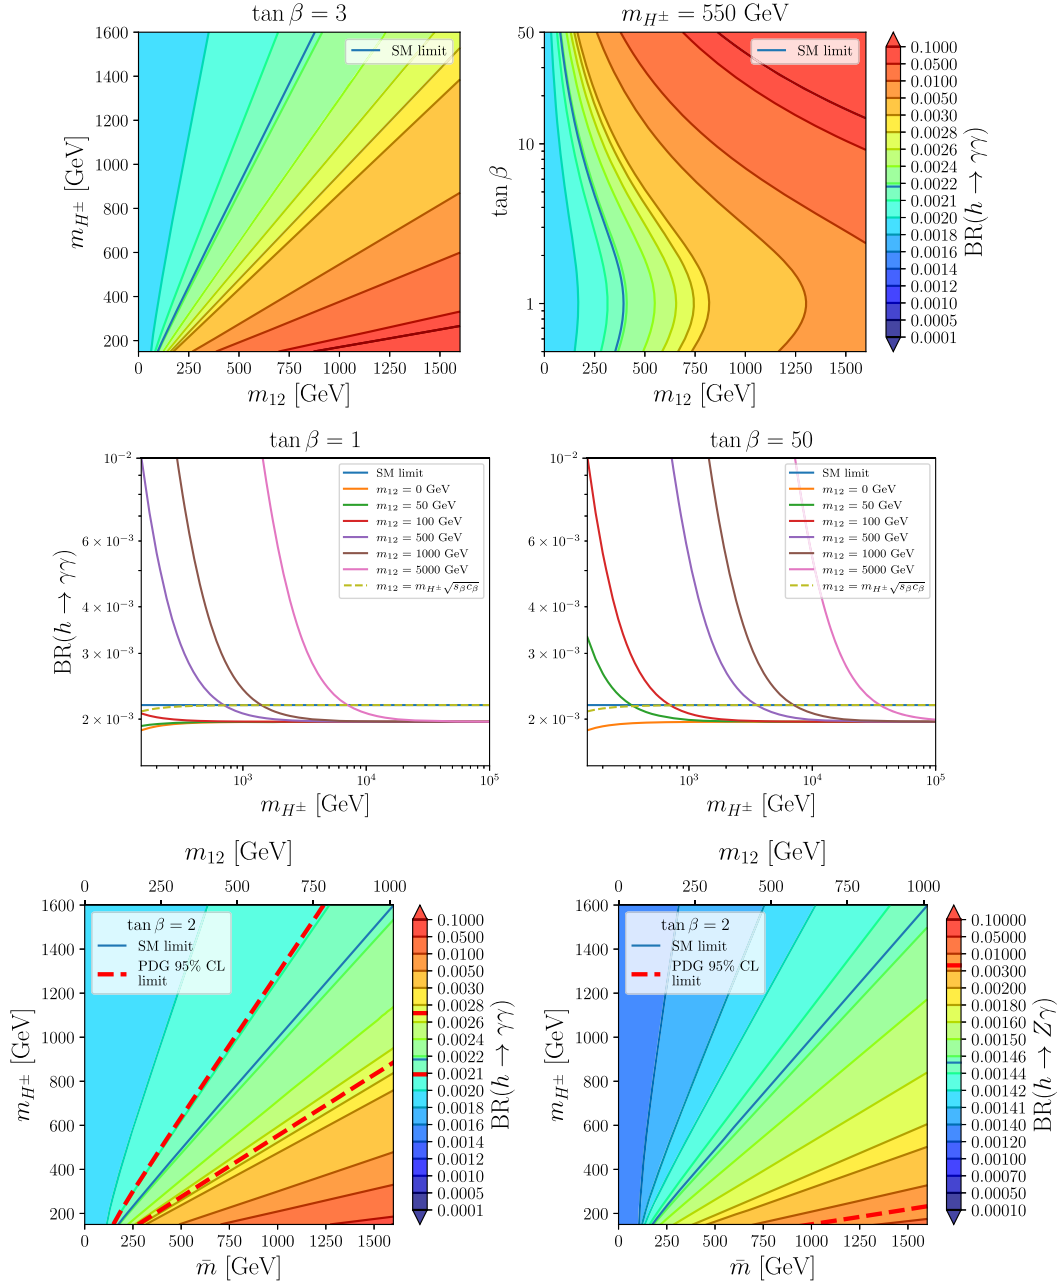 tan β = 3
m_{H±} [GeV]
1600
1400
1200
1000
800
600
400
200
SM limit
0 250 500 750 1000 1250 1500
m_{12} [GeV]
m_{H±} = 550 GeV
tan β
50
10
1
SM limit
0 250 500 750 1000 1250 1500
m_{12} [GeV]
0.1000
0.0500
0.0100
0.0050
0.0030
0.0028
0.0026
0.0024
0.0022
0.0020
0.0018
0.0016
0.0014
0.0012
0.0010
0.0005
0.0001
BR(h → γγ)
tan β = 1
BR(h → γγ)
10^{−2}
6 × 10^{−3}
4 × 10^{−3}
3 × 10^{−3}
2 × 10^{−3}
SM limit
m_{12} = 0 GeV
m_{12} = 50 GeV
m_{12} = 100 GeV
m_{12} = 500 GeV
m_{12} = 1000 GeV
m_{12} = 5000 GeV
m_{12} = m_{H±}√(s_β c_β)
10^3 10^4 10^5
m_{H±} [GeV]
tan β = 50
10^{−2}
6 × 10^{−3}
4 × 10^{−3}
3 × 10^{−3}
2 × 10^{−3}
SM limit
m_{12} = 0 GeV
m_{12} = 50 GeV
m_{12} = 100 GeV
m_{12} = 500 GeV
m_{12} = 1000 GeV
m_{12} = 5000 GeV
m_{12} = m_{H±}√(s_β c_β)
10^3 10^4 10^5
m_{H±} [GeV]
m_{12} [GeV]
0 250 500 750 1000
m_{H±} [GeV]
1600
1400
1200
1000
800
600
400
200
tan β = 2
SM limit
PDG 95% CL
limit
0 250 500 750 1000 1250 1500
m̄ [GeV]
0.1000
0.0500
0.0100
0.0050
0.0030
0.0028
0.0026
0.0024
0.0022
0.0021
0.0020
0.0018
0.0016
0.0014
0.0012
0.0010
0.0005
0.0001
BR(h → γγ)
m_{12} [GeV]
0 250 500 750 1000
m_{H±} [GeV]
1600
1400
1200
1000
800
600
400
200
tan β = 2
SM limit
PDG 95% CL
limit
0 250 500 750 1000 1250 1500
m̄ [GeV]
0.10000
0.05000
0.01000
0.00300
0.00200
0.00180
0.00160
0.00150
0.00146
0.00144
0.00142
0.00141
0.00140
0.00120
0.00100
0.00070
0.00050
0.00010
BR(h → Zγ)